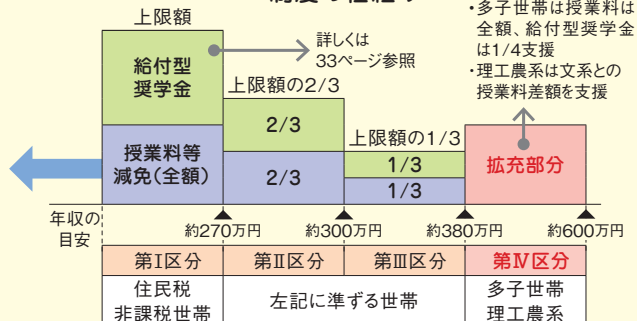 ・多子世帯は授業料は
全額、給付型奨学金
は1/4支援
・理工農系は文系との
授業料差額を支援
上限額
詳しくは
33ページ参照
給付型
奨学金
上限額の2/3
2/3
上限額の1/3
授業料等
減免(全額)
2/3
1/3
1/3
拡充部分
年収の
目安
約270万円
約300万円
約380万円
約600万円
第Ⅰ区分
第Ⅱ区分
第Ⅲ区分
第Ⅳ区分
住民税
非課税世帯
左記に準ずる世帯
多子世帯
理工農系